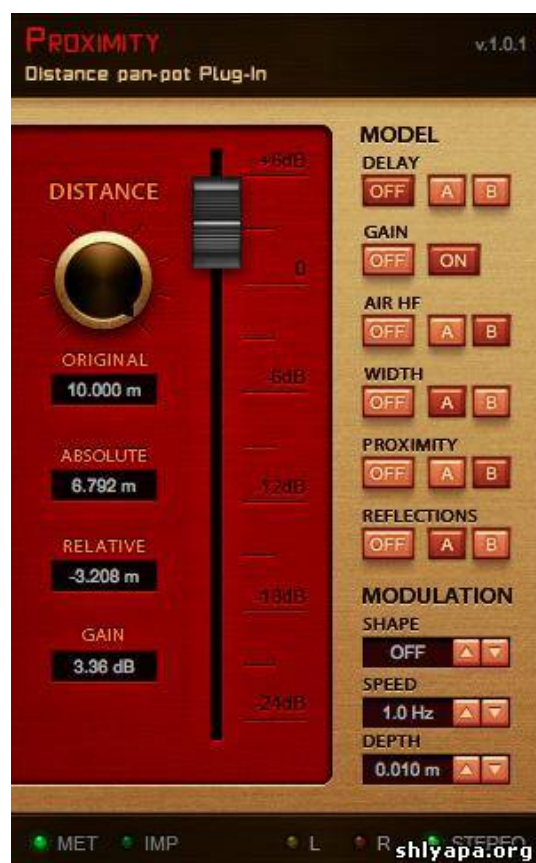 PROXIMITY
v.1.0.1
Distance pan-pot Plug-In
DISTANCE
ORIGINAL
10.000 m
ABSOLUTE
6.792 m
RELATIVE
-3.208 m
GAIN
3.36 dB
+6dB
0
-6dB
-12dB
-18dB
-24dB
MODEL
DELAY
OFF A B
GAIN
OFF ON
AIR HF
OFF A B
WIDTH
OFF A B
PROXIMITY
OFF A B
REFLECTIONS
OFF A B
MODULATION
SHAPE
OFF
SPEED
1.0 Hz
DEPTH
0.010 m
MET IMP L R STEREO
shlyapa.org